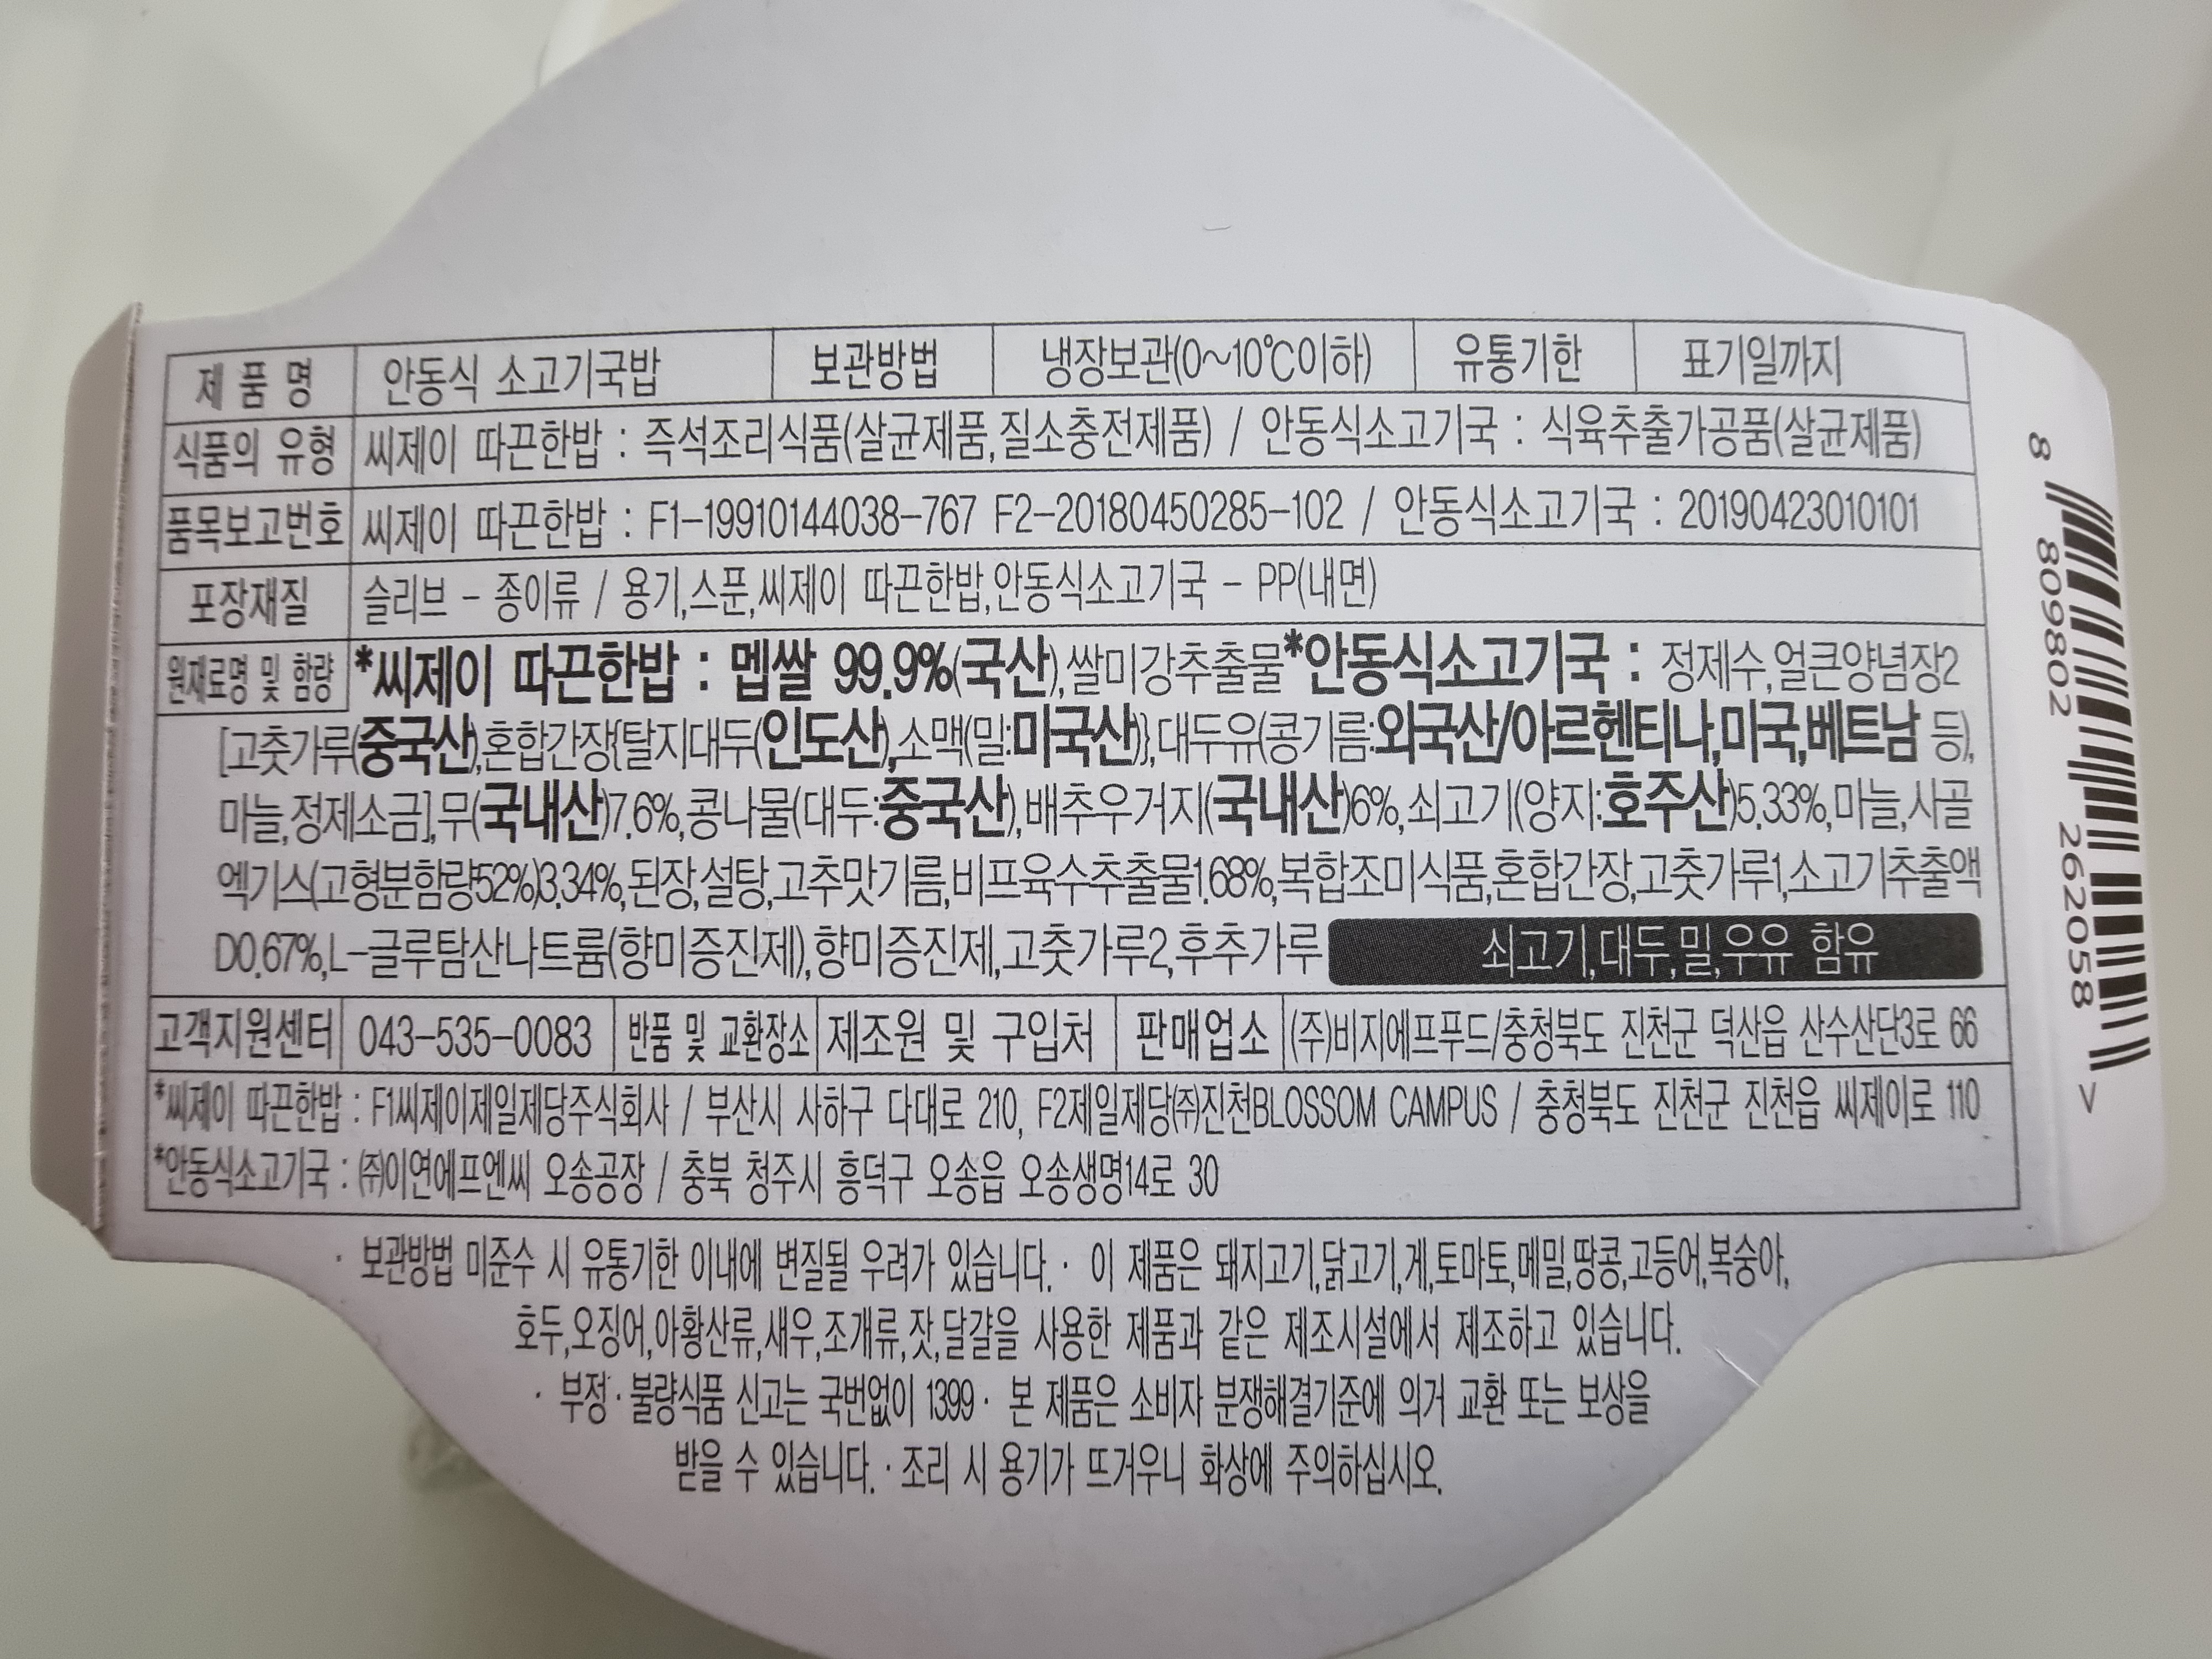 제 품 명 안동식 소고기국밥 보관방법 냉장보관(0~10℃이하) 유통기한 표기일까지
식품의 유형 씨제이 따끈한밥 : 즉석조리식품(살균제품,질소충전제품) / 안동식소고기국 : 식육추출가공품(살균제품)
품목보고번호 씨제이 따끈한밥 : F1-19910144038-767 F2-20180450285-102 / 안동식소고기국 : 20190423010101
포장재질 슬리브 - 종이류 / 용기,스푼,씨제이 따끈한밥,안동식소고기국 - PP(내면)
원재료명 및 함량 *씨제이 따끈한밥 : 멥쌀 99.9%(국산),쌀미강추출물*안동식소고기국 : 정제수,얼큰양념장2
[고춧가루(중국산),혼합간장{탈지대두(인도산),소맥(밀:미국산)},대두유(콩기름:외국산/아르헨티나,미국,베트남 등),
마늘,정제소금],무(국내산)7.6%,콩나물(대두:중국산),배추우거지(국내산)6%,쇠고기(양지:호주산)5.33%,마늘,사골
엑기스(고형분함량52%)3.34%,된장,설탕,고추맛기름,비프육수추출물1.68%,복합조미식품,혼합간장,고춧가루1,소고기추출액
D0.67%,L-글루탐산나트륨(향미증진제),향미증진제,고춧가루2,후추가루 쇠고기,대두,밀,우유 함유
고객지원센터 043-535-0083 반품 및 교환장소 제조원 및 구입처 판매업소 (주)비지에프푸드/충청북도 진천군 덕산읍 산수산단3로 66
*씨제이 따끈한밥 : F1씨제이제일제당주식회사 / 부산시 사하구 다대로 210, F2제일제당㈜진천BLOSSOM CAMPUS / 충청북도 진천군 진천읍 씨제이로 110
*안동식소고기국 : ㈜이연에프엔씨 오송공장 / 충북 청주시 흥덕구 오송읍 오송생명14로 30
· 보관방법 미준수 시 유통기한 이내에 변질될 우려가 있습니다. · 이 제품은 돼지고기,닭고기,게,토마토,메밀,땅콩,고등어,복숭아,
호두,오징어,아황산류,새우,조개류,잣,달걀을 사용한 제품과 같은 제조시설에서 제조하고 있습니다.
· 부정·불량식품 신고는 국번없이 1399 · 본 제품은 소비자 분쟁해결기준에 의거 교환 또는 보상을
받을 수 있습니다. · 조리 시 용기가 뜨거우니 화상에 주의하십시오.
8 809802 262058 >